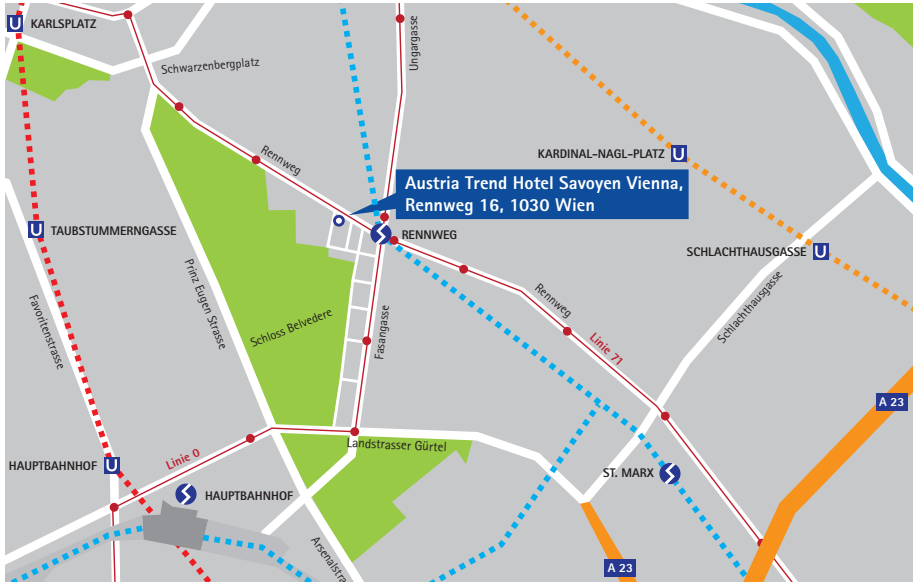 U KARLSPLATZ
Schwarzenbergplatz
Ungargasse
Rennweg
KARDINAL-NAGL-PLATZ U
Austria Trend Hotel Savoyen Vienna,
Rennweg 16, 1030 Wien
U TAUBSTUMMERNGASSE
RENNWEG
SCHLACHTHAUSGASSE U
Prinz Eugen Strasse
Favoritenstrasse
Schloss Belvedere
Fasangasse
Rennweg
Linie 71
Schlachthausgasse
A 23
Linie O
Landstrasser Gürtel
HAUPTBAHNHOF U
HAUPTBAHNHOF
ST. MARX
Arsenalstra
A 23